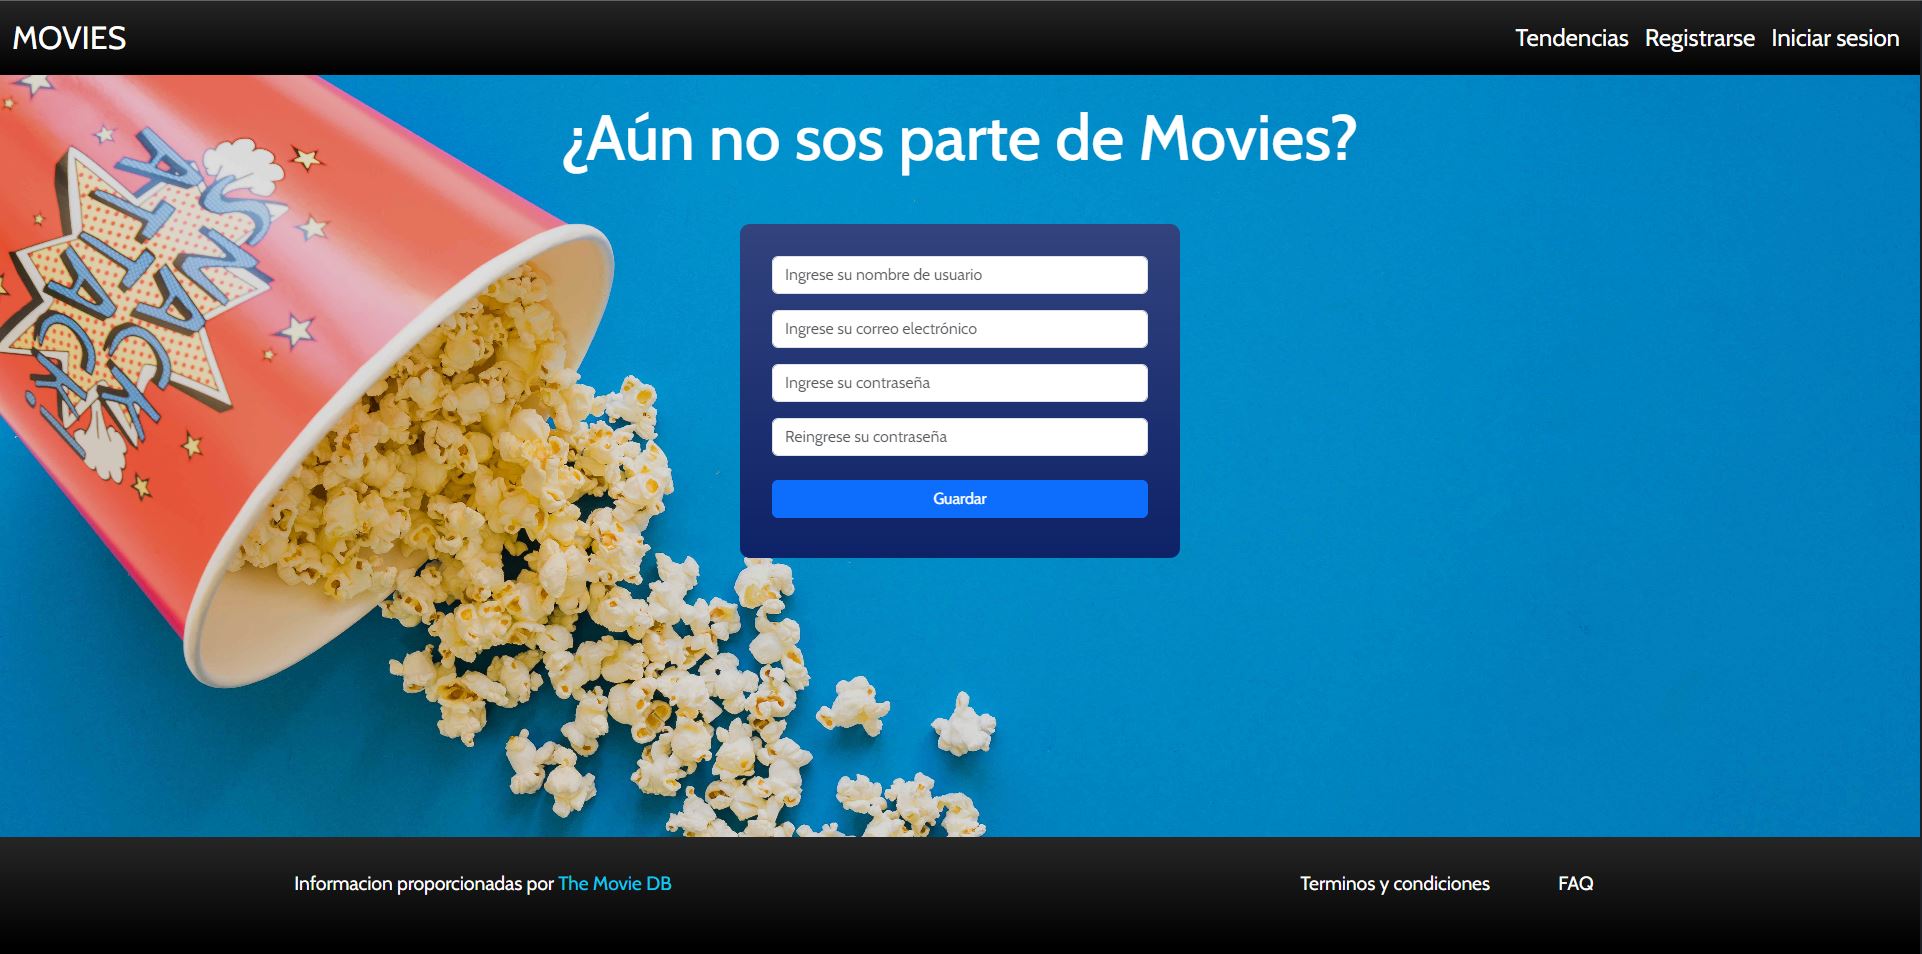 MOVIES
Tendencias Registrarse Iniciar sesion
¿Aún no sos parte de Movies?
SNACK
ATTACK!
Ingrese su nombre de usuario
Ingrese su correo electrónico
Ingrese su contraseña
Reingrese su contraseña
Guardar
Informacion proporcionadas por The Movie DB
Terminos y condiciones FAQ